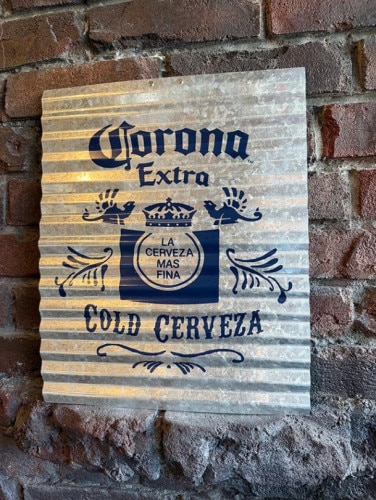 Corona
Extra
LA
CERVEZA
MAS
FINA
COLD CERVEZA